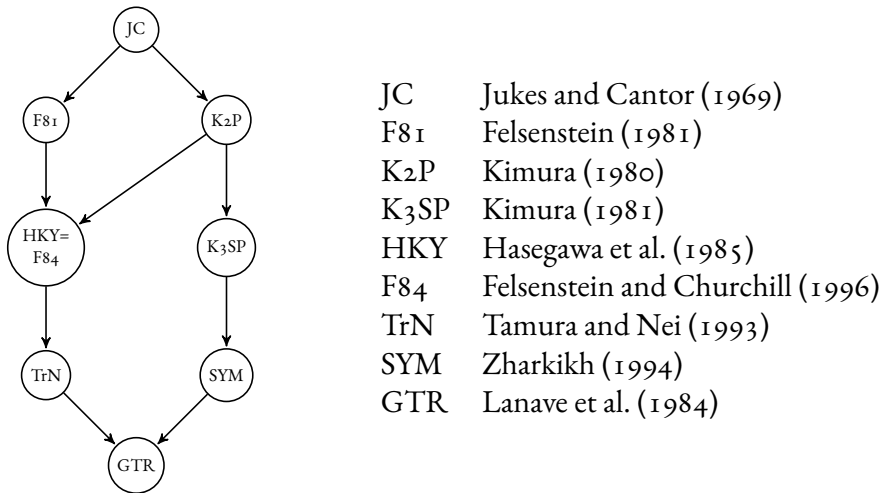 JC
F81
K2P
HKY=
F84
K3SP
TrN
SYM
GTR
JC Jukes and Cantor (1969)
F81 Felsenstein (1981)
K2P Kimura (1980)
K3SP Kimura (1981)
HKY Hasegawa et al. (1985)
F84 Felsenstein and Churchill (1996)
TrN Tamura and Nei (1993)
SYM Zharkikh (1994)
GTR Lanave et al. (1984)